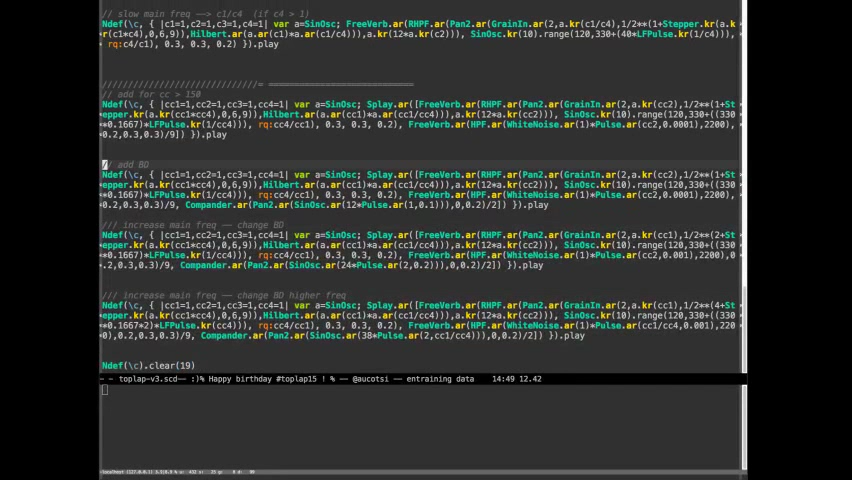 // slow main freq --> c1/c4  (if c4 > 1)
Ndef(\c, { |c1=1,c2=1,c3=1,c4=1| var a=SinOsc; FreeVerb.ar(RHPF.ar(Pan2.ar(GrainIn.ar(2,a.kr(c1/c4),1/2**(1+Stepper.kr(a.k
r(c1*c4),0,6,9)),Hilbert.ar(a.ar(c1)*a.ar(c1/c4))),a.kr(12*a.kr(c2))), SinOsc.kr(10).range(120,330+(40*LFPulse.kr(1/c4))),
rq:c4/c1), 0.3, 0.3, 0.2) }).play
/////////////////////////////= ===========================
// add for cc > 150
Ndef(\c, { |cc1=1,cc2=1,cc3=1,cc4=1| var a=SinOsc; Splay.ar([FreeVerb.ar(RHPF.ar(Pan2.ar(GrainIn.ar(2,a.kr(cc2),1/2**(1+St
epper.kr(a.kr(cc1*cc4),0,6,9)),Hilbert.ar(a.ar(cc1)*a.ar(cc1/cc4))),a.kr(12*a.kr(cc2))), SinOsc.kr(10).range(120,330+((330
*0.1667)*LFPulse.kr(1/cc4))), rq:cc4/cc1), 0.3, 0.3, 0.2), FreeVerb.ar(HPF.ar(WhiteNoise.ar(1)*Pulse.ar(cc2,0.0001),2200),
0.2,0.3,0.3)/9]) }).play
// add BD
Ndef(\c, { |cc1=1,cc2=1,cc3=1,cc4=1| var a=SinOsc; Splay.ar([FreeVerb.ar(RHPF.ar(Pan2.ar(GrainIn.ar(2,a.kr(cc2),1/2**(1+St
epper.kr(a.kr(cc1*cc4),0,6,9)),Hilbert.ar(a.ar(cc1)*a.ar(cc1/cc4))),a.kr(12*a.kr(cc2))), SinOsc.kr(10).range(120,330+((330
*0.1667)*LFPulse.kr(1/cc4))), rq:cc4/cc1), 0.3, 0.3, 0.2), FreeVerb.ar(HPF.ar(WhiteNoise.ar(1)*Pulse.ar(cc2,0.0001),2200),
0.2,0.3,0.3)/9, Compander.ar(Pan2.ar(SinOsc.ar(12*Pulse.ar(1,0.1))),0,0.2)/2]) }).play
/// increase main freq -- change BD
Ndef(\c, { |cc1=1,cc2=1,cc3=1,cc4=1| var a=SinOsc; Splay.ar([FreeVerb.ar(RHPF.ar(Pan2.ar(GrainIn.ar(2,a.kr(cc1),1/2**(2+St
epper.kr(a.kr(cc1*cc4),0,6,9)),Hilbert.ar(a.ar(cc1)*a.ar(cc1/cc4))),a.kr(12*a.kr(cc2))), SinOsc.kr(10).range(120,330+((330
*0.1667)*LFPulse.kr(1/cc4))), rq:cc4/cc1), 0.3, 0.3, 0.2), FreeVerb.ar(HPF.ar(WhiteNoise.ar(1)*Pulse.ar(cc2,0.001),2200),0
.2,0.3,0.3)/9, Compander.ar(Pan2.ar(SinOsc.ar(24*Pulse.ar(2,0.2))),0,0.2)/2]) }).play
/// increase main freq -- change BD higher freq
Ndef(\c, { |cc1=1,cc2=1,cc3=1,cc4=1| var a=SinOsc; Splay.ar([FreeVerb.ar(RHPF.ar(Pan2.ar(GrainIn.ar(2,a.kr(cc1),1/2**(4+St
epper.kr(a.kr(cc1*cc4),0,6,9)),Hilbert.ar(a.ar(cc1)*a.ar(cc1/cc4))),a.kr(12*a.kr(cc2))), SinOsc.kr(10).range(120,330+((330
*0.1667*2)*LFPulse.kr(cc4))), rq:cc4/cc1), 0.3, 0.3, 0.2), FreeVerb.ar(HPF.ar(WhiteNoise.ar(1)*Pulse.ar(cc1/cc4,0.001),220
0),0.2,0.3,0.3)/9, Compander.ar(Pan2.ar(SinOsc.ar(38*Pulse.ar(2,cc1/cc4))),0,0.2)/2]) }).play
Ndef(\c).clear(19)
- - toplap-v3.scd-- :)% Happy birthday #toplap15 ! % -- @aucotsi -- entraining data   14:49 12.42